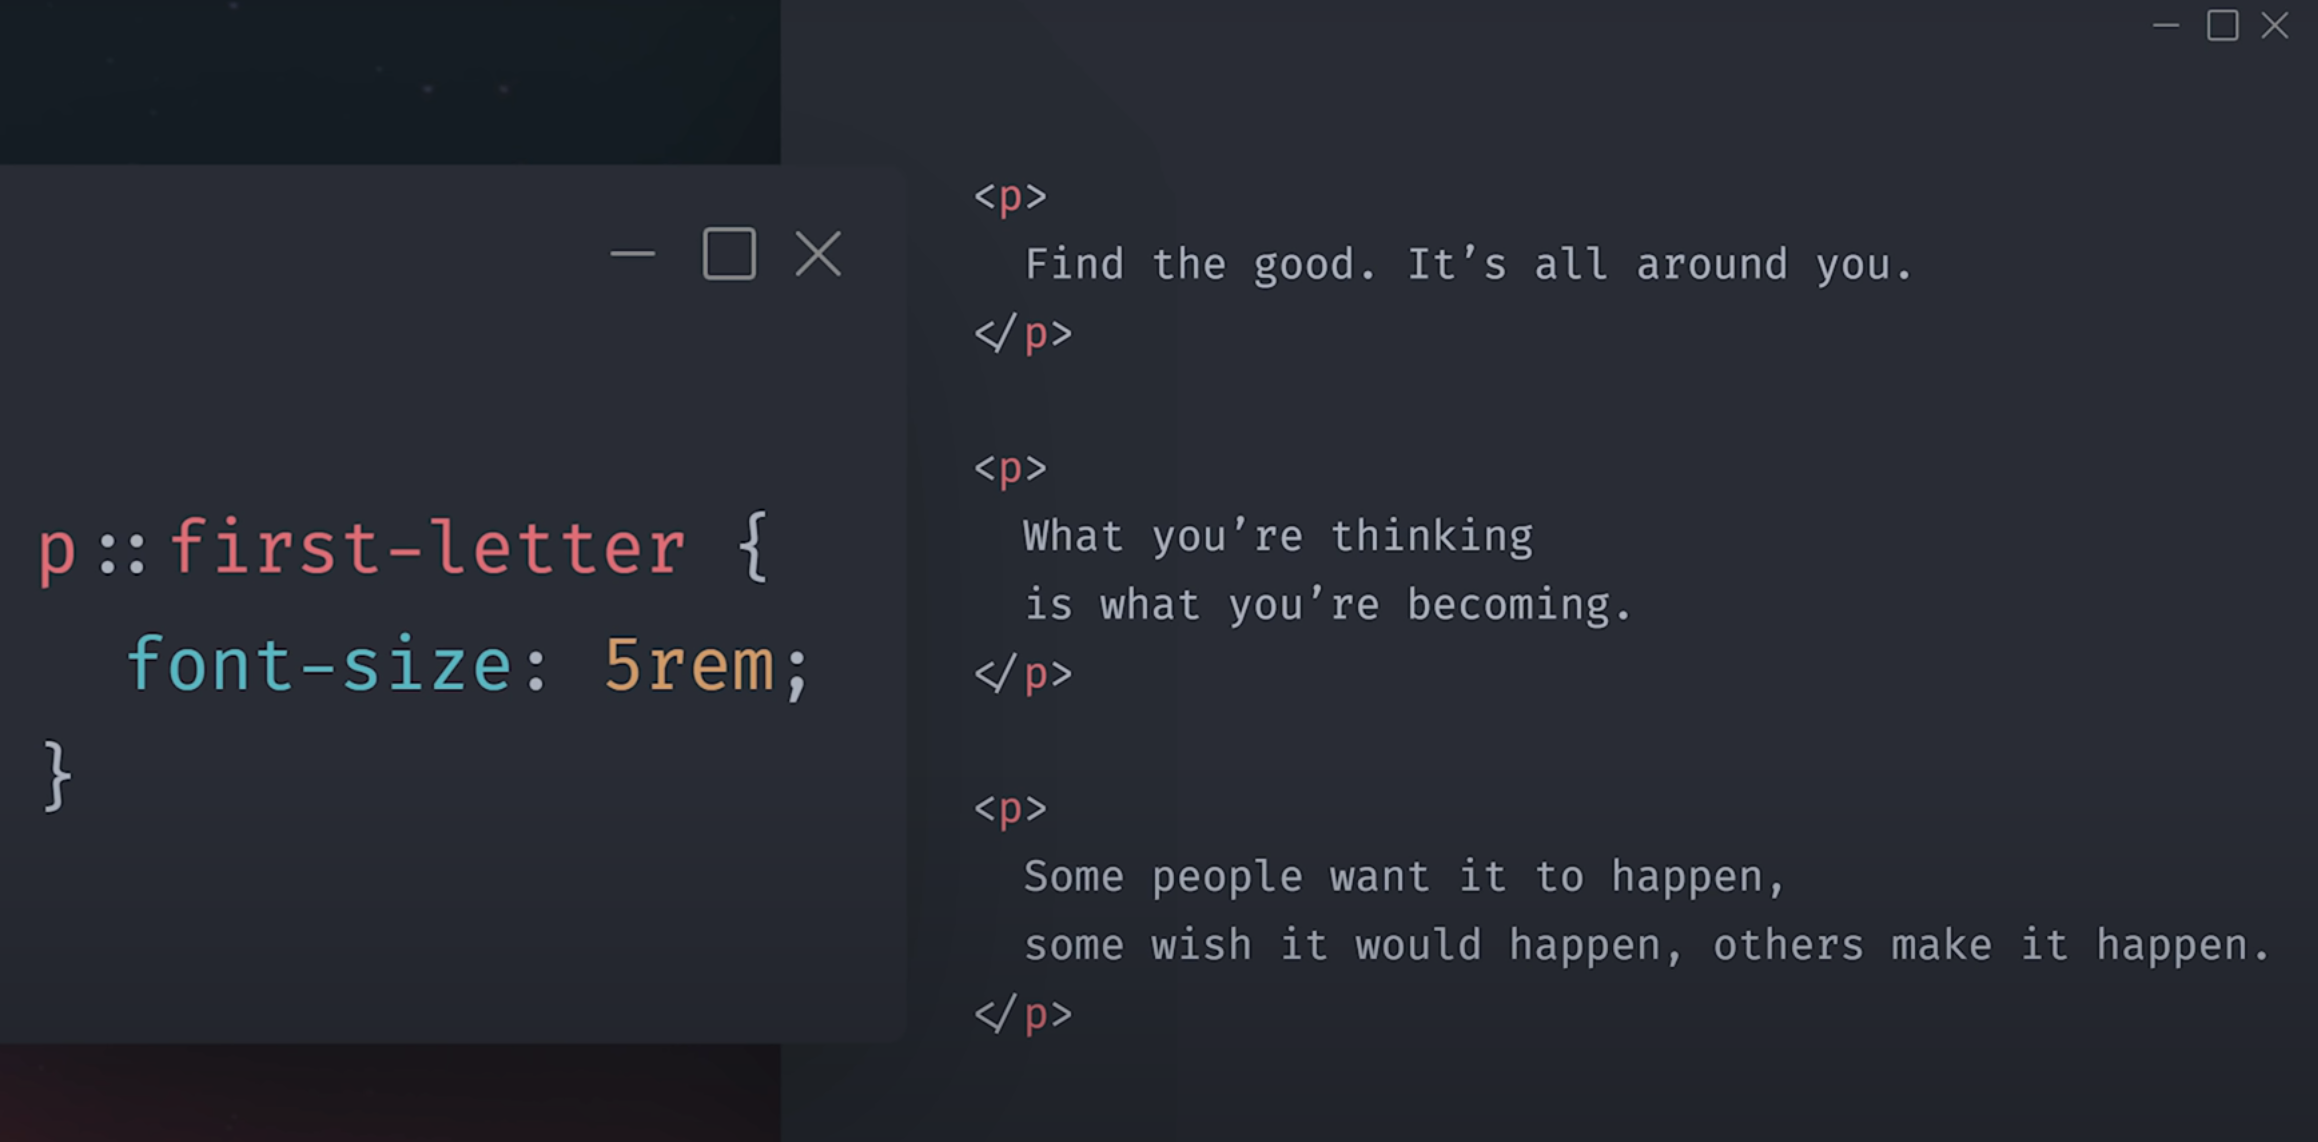 p::first-letter {
  font-size: 5rem;
}
<p>
  Find the good. It’s all around you.
</p>
<p>
  What you’re thinking
  is what you’re becoming.
</p>
<p>
  Some people want it to happen,
  some wish it would happen, others make it happen.
</p>